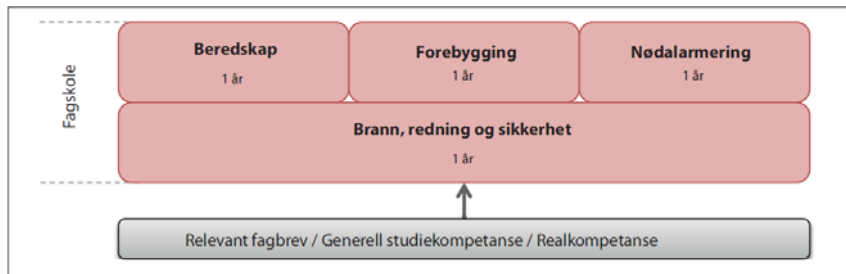 Fagskole
Beredskap
1 år
Forebygging
1 år
Nødalarmering
1 år
Brann, redning og sikkerhet
1 år
Relevant fagbrev / Generell studiekompetanse / Realkompetanse